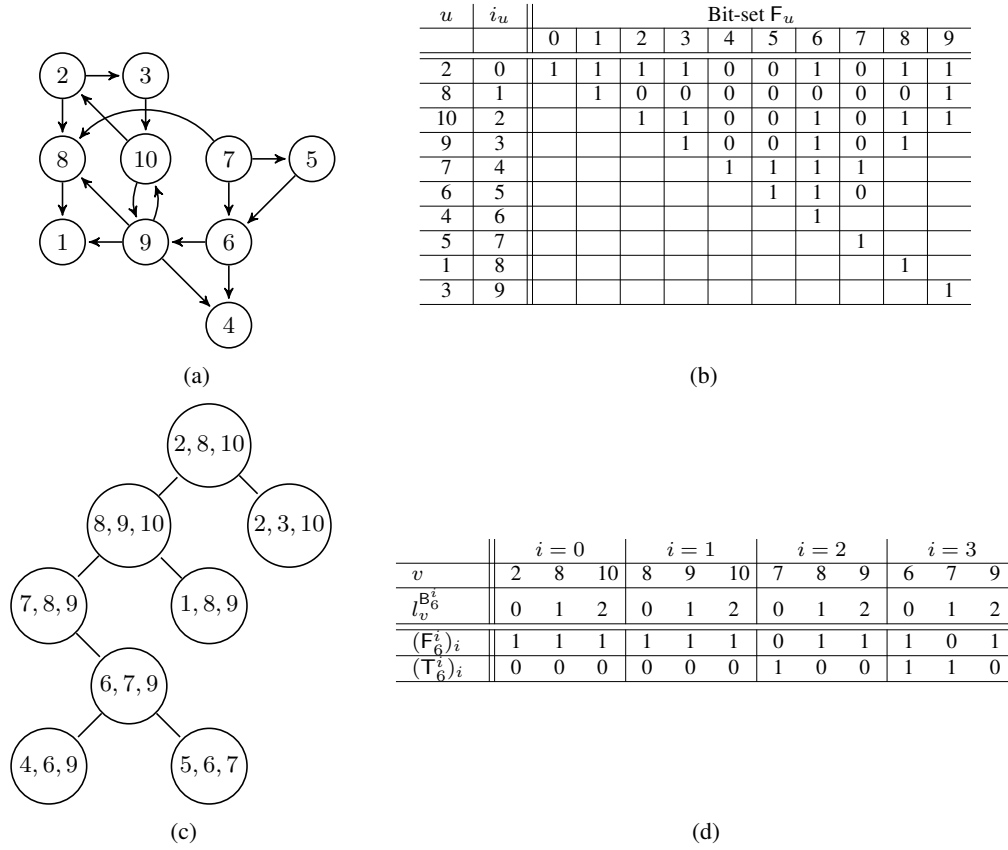 2 3
8 10 7 5
1 9 6
4
(a)
u i_u Bit-set F_u
0 1 2 3 4 5 6 7 8 9
2 0 1 1 1 1 0 0 1 0 1 1
8 1 1 0 0 0 0 0 0 0 1
10 2 1 1 0 0 1 0 1 1
9 3 1 0 0 1 0 1
7 4 1 1 1 1
6 5 1 1 0
4 6 1
5 7 1
1 8 1
3 9 1
(b)
2, 8, 10
8, 9, 10 2, 3, 10
7, 8, 9 1, 8, 9
6, 7, 9
4, 6, 9 5, 6, 7
(c)
i = 0 i = 1 i = 2 i = 3
v 2 8 10 8 9 10 7 8 9 6 7 9
l_v^{B_6^i} 0 1 2 0 1 2 0 1 2 0 1 2
(F_6^i)_i 1 1 1 1 1 1 0 1 1 1 0 1
(T_6^i)_i 0 0 0 0 0 0 1 0 0 1 1 0
(d)